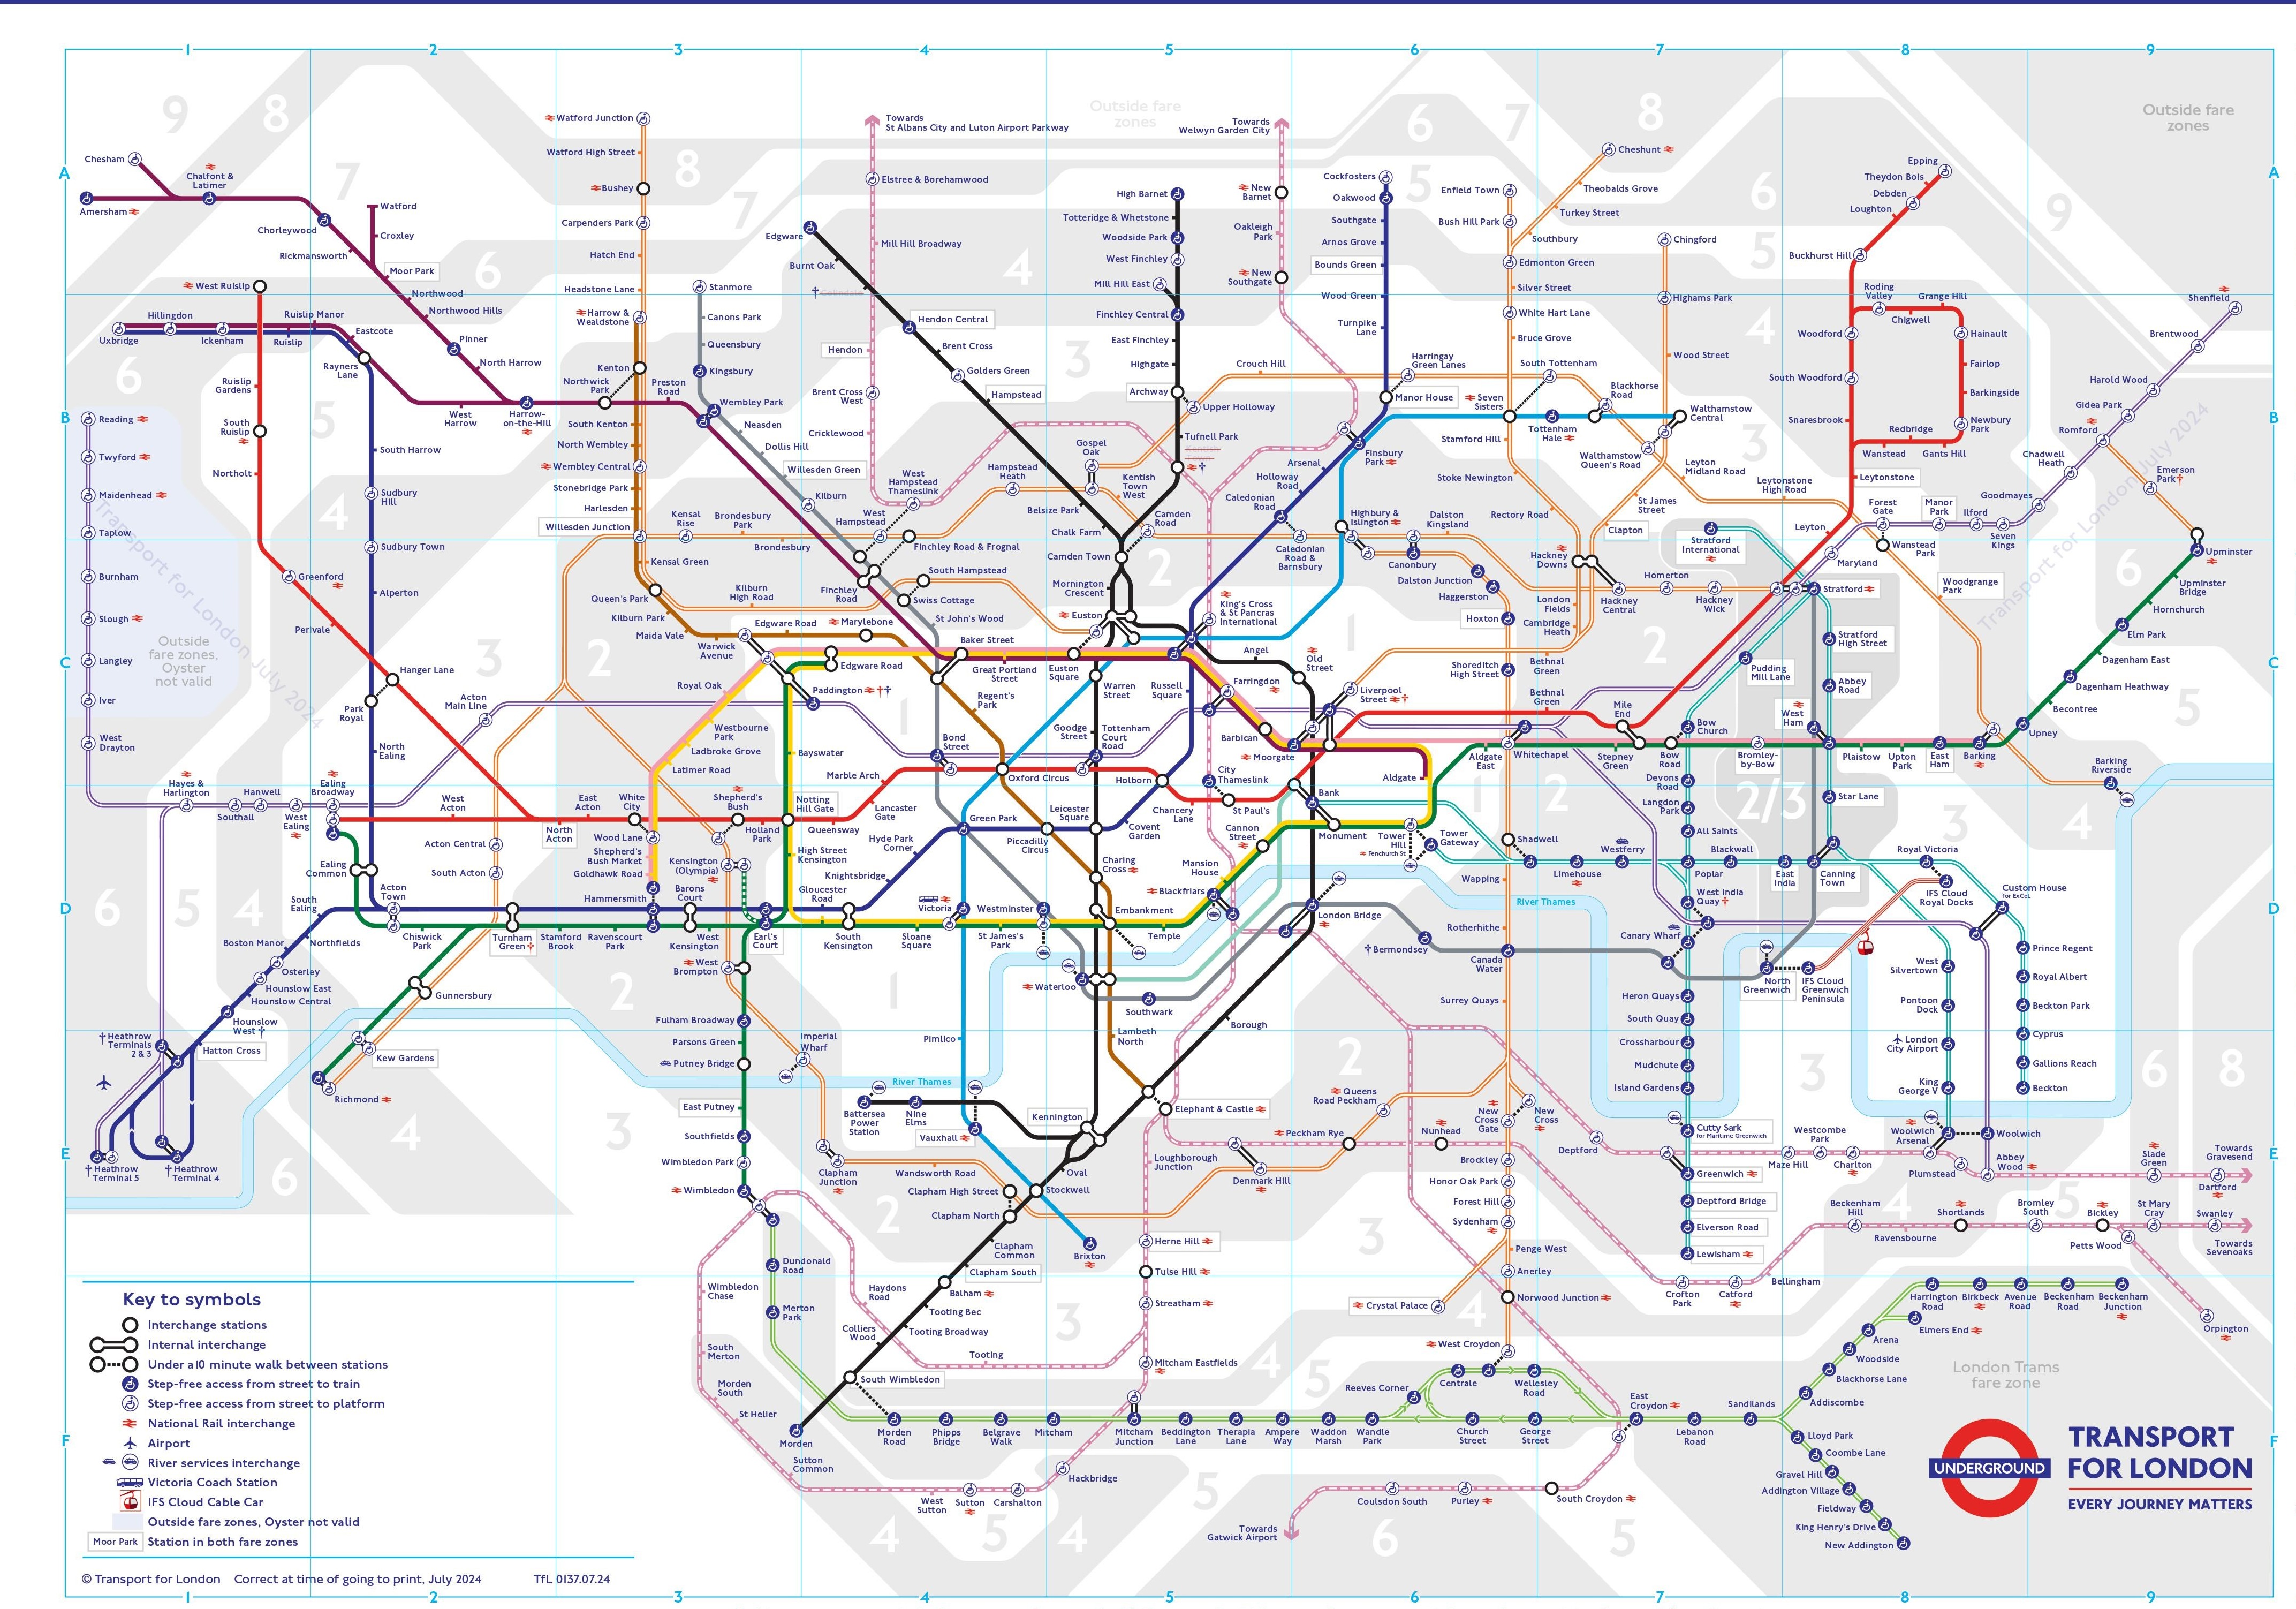 1 2 3 4 5 6 7 8 9
A
B
C
D
E
F
Outside fare
zones
Outside fare
zones
Chesham
Chalfont &
Latimer
Amersham
Chorleywood
Rickmansworth
Watford
Croxley
Moor Park
Northwood
Northwood Hills
Pinner
North Harrow
West Ruislip
Hillingdon
Uxbridge
Ickenham
Ruislip
Ruislip Manor
Eastcote
Rayners
Lane
Ruislip
Gardens
South
Ruislip
Northolt
Greenford
Perivale
Hanger Lane
West
Harrow
Harrow-
on-the-Hill
Northwick
Park
Preston
Road
South Harrow
Sudbury
Hill
Sudbury Town
Alperton
Park
Royal
North
Ealing
Reading
Twyford
Maidenhead
Taplow
Burnham
Slough
Langley
Iver
West
Drayton
Outside
fare zones,
Oyster
not valid
Transport for London July 2024
Hayes &
Harlington
Southall
Hanwell
West
Ealing
Ealing
Broadway
Acton
Main Line
West
Acton
North
Acton
East
Acton
White
City
Shepherd's
Bush
Holland
Park
Notting
Hill Gate
Queensway
Lancaster
Gate
Marble Arch
Bond
Street
Oxford Circus
Watford Junction
Watford High Street
Bushey
Carpenders Park
Hatch End
Headstone Lane
Harrow &
Wealdstone
Kenton
South Kenton
North Wembley
Wembley Central
Stonebridge Park
Harlesden
Willesden Junction
Kensal Green
Queen's Park
Kilburn Park
Maida Vale
Warwick
Avenue
Stanmore
Canons Park
Queensbury
Kingsbury
Wembley Park
Neasden
Dollis Hill
Willesden Green
Kilburn
West
Hampstead
Finchley
Road
Swiss Cottage
St John's Wood
Kensal
Rise
Brondesbury
Park
Brondesbury
Finchley Road & Frognal
South Hampstead
Kilburn
High Road
Edgware
Burnt Oak
Colindale
Hendon Central
Brent Cross
Golders Green
Hampstead
Belsize Park
Chalk Farm
Camden Town
Mornington
Crescent
Euston
Towards
St Albans City and Luton Airport Parkway
Elstree & Borehamwood
Mill Hill Broadway
Hendon
Brent Cross
West
Cricklewood
West
Hampstead
Thameslink
Hampstead
Heath
Gospel
Oak
Kentish
Town
West
Camden
Road
High Barnet
Totteridge & Whetstone
Woodside Park
West Finchley
Mill Hill East
Finchley Central
East Finchley
Highgate
Archway
Upper Holloway
Tufnell Park
Kentish
Town
Towards
Welwyn Garden City
New
Barnet
Oakleigh
Park
New
Southgate
Crouch Hill
Cockfosters
Oakwood
Southgate
Arnos Grove
Bounds Green
Wood Green
Turnpike
Lane
Harringay
Green Lanes
Manor House
Finsbury
Park
Arsenal
Holloway
Road
Caledonian
Road
Caledonian
Road &
Barnsbury
Highbury &
Islington
Canonbury
Dalston
Kingsland
Dalston Junction
Haggerston
Hoxton
Shoreditch
High Street
Enfield Town
Bush Hill Park
Edmonton Green
Silver Street
White Hart Lane
Bruce Grove
South Tottenham
Seven
Sisters
Stamford Hill
Stoke Newington
Rectory Road
Cheshunt
Theobalds Grove
Turkey Street
Southbury
Chingford
Highams Park
Wood Street
Blackhorse
Road
Walthamstow
Central
Tottenham
Hale
Walthamstow
Queen's Road
Leyton
Midland Road
Leytonstone
High Road
St James
Street
Clapton
Hackney
Downs
London
Fields
Cambridge
Heath
Bethnal
Green
Hackney
Central
Homerton
Hackney
Wick
Stratford
International
Stratford
Stratford
High Street
Abbey
Road
Pudding
Mill Lane
Epping
Theydon Bois
Debden
Loughton
Buckhurst Hill
Roding
Valley
Grange Hill
Chigwell
Woodford
Hainault
Fairlop
Barkingside
Newbury
Park
South Woodford
Snaresbrook
Redbridge
Wanstead
Gants Hill
Leytonstone
Leyton
Forest
Gate
Manor
Park
Ilford
Seven
Kings
Goodmayes
Chadwell
Heath
Romford
Gidea Park
Harold Wood
Brentwood
Shenfield
Maryland
Wanstead
Park
Woodgrange
Park
Emerson
Park
Upminster
Upminster
Bridge
Hornchurch
Elm Park
Dagenham East
Dagenham Heathway
Becontree
Upney
Barking
East
Ham
Upton
Park
Plaistow
West
Ham
Bromley-
by-Bow
Bow
Road
Bow
Church
Mile
End
Stepney
Green
Whitechapel
Aldgate
East
Bethnal
Green
Barking
Riverside
Transport for London July 2024
Edgware Road
Marylebone
Edgware Road
Baker Street
Great Portland
Street
Euston
Square
King's Cross
& St Pancras
International
Angel
Old
Street
Liverpool
Street
Farringdon
Barbican
Moorgate
Aldgate
Royal Oak
Westbourne
Park
Ladbroke Grove
Latimer Road
Paddington
Bayswater
Regent's
Park
Warren
Street
Goodge
Street
Tottenham
Court
Road
Russell
Square
Holborn
Chancery
Lane
City
Thameslink
St Paul's
Bank
Cannon
Street
Monument
Mansion
House
Blackfriars
Tower
Hill
Fenchurch St
Tower
Gateway
Shadwell
Wapping
Limehouse
Westferry
Poplar
All Saints
Langdon
Park
Devons
Road
Blackwall
East
India
Canning
Town
Star Lane
Royal Victoria
Custom House
for ExCeL
IFS Cloud
Royal Docks
Prince Regent
Royal Albert
Beckton Park
Cyprus
Gallions Reach
Beckton
West
Silvertown
Pontoon
Dock
London
City Airport
King
George V
Woolwich
Arsenal
Woolwich
West India
Quay
Canary Wharf
Heron Quays
South Quay
Crossharbour
Mudchute
Island Gardens
Cutty Sark
for Maritime Greenwich
Greenwich
Deptford Bridge
Elverson Road
Lewisham
North
Greenwich
IFS Cloud
Greenwich
Peninsula
River Thames
Wood Lane
Shepherd's
Bush Market
Goldhawk Road
Hammersmith
Barons
Court
Kensington
(Olympia)
High Street
Kensington
Gloucester
Road
Knightsbridge
Hyde Park
Corner
Green Park
Piccadilly
Circus
Leicester
Square
Covent
Garden
Charing
Cross
Embankment
Temple
Westminster
St James's
Park
Victoria
Sloane
Square
South
Kensington
Earl's
Court
West
Kensington
West
Brompton
Fulham Broadway
Parsons Green
Putney Bridge
East Putney
Southfields
Wimbledon Park
Wimbledon
Imperial
Wharf
Acton Central
South Acton
Ealing
Common
Acton
Town
South
Ealing
Northfields
Boston Manor
Osterley
Hounslow East
Hounslow Central
Hounslow
West
Hatton Cross
Heathrow
Terminals
2 & 3
Heathrow
Terminal 5
Heathrow
Terminal 4
Chiswick
Park
Turnham
Green
Stamford
Brook
Ravenscourt
Park
Gunnersbury
Kew Gardens
Richmond
River Thames
Pimlico
Vauxhall
Battersea
Power
Station
Nine
Elms
Kennington
Oval
Stockwell
Brixton
Waterloo
Southwark
Lambeth
North
Elephant & Castle
Borough
London Bridge
Bermondsey
Canada
Water
Rotherhithe
Surrey Quays
Queens
Road Peckham
Peckham Rye
Nunhead
New
Cross
Gate
New
Cross
Deptford
Brockley
Honor Oak Park
Forest Hill
Sydenham
Penge West
Anerley
Norwood Junction
Crystal Palace
West Croydon
Denmark Hill
Loughborough
Junction
Herne Hill
Tulse Hill
Streatham
Mitcham Eastfields
Mitcham
Junction
Clapham
Junction
Wandsworth Road
Clapham High Street
Clapham North
Clapham
Common
Clapham South
Balham
Tooting Bec
Tooting Broadway
Colliers
Wood
South Wimbledon
Morden
Haydons
Road
Tooting
Wimbledon
Chase
South
Merton
Morden
South
St Helier
Sutton
Common
West
Sutton
Sutton
Carshalton
Hackbridge
Dundonald
Road
Merton
Park
Morden
Road
Phipps
Bridge
Belgrave
Walk
Mitcham
Beddington
Lane
Therapia
Lane
Ampere
Way
Waddon
Marsh
Wandle
Park
Reeves Corner
Centrale
Wellesley
Road
Church
Street
George
Street
East
Croydon
Lebanon
Road
Sandilands
Lloyd Park
Coombe Lane
Gravel Hill
Addington Village
Fieldway
King Henry's Drive
New Addington
Addiscombe
Blackhorse Lane
Woodside
Arena
Elmers End
Harrington
Road
Birkbeck
Avenue
Road
Beckenham
Road
Beckenham
Junction
London Trams
fare zone
South Croydon
Purley
Coulsdon South
Towards
Gatwick Airport
Maze Hill
Westcombe
Park
Charlton
Plumstead
Abbey
Wood
Slade
Green
Dartford
Towards
Gravesend
Crofton
Park
Catford
Bellingham
Beckenham
Hill
Ravensbourne
Shortlands
Bromley
South
Bickley
Petts Wood
St Mary
Cray
Swanley
Towards
Sevenoaks
Orpington
Key to symbols
Interchange stations
Internal interchange
Under a 10 minute walk between stations
Step-free access from street to train
Step-free access from street to platform
National Rail interchange
Airport
River services interchange
Victoria Coach Station
IFS Cloud Cable Car
Outside fare zones, Oyster not valid
Moor Park Station in both fare zones
© Transport for London Correct at time of going to print, July 2024 TfL 0137.07.24
UNDERGROUND
TRANSPORT
FOR LONDON
EVERY JOURNEY MATTERS
1 2 3 4 5 6 7 8 9